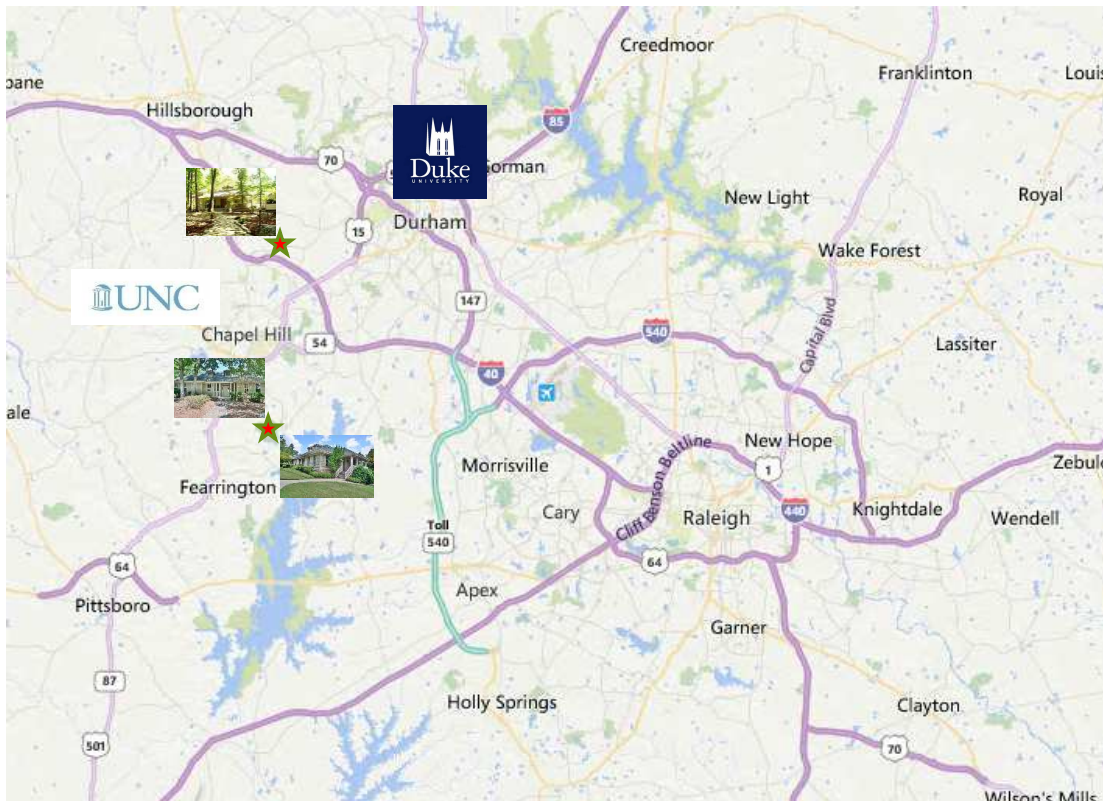 Creedmoor
Franklinton
Louis
bane
Hillsborough
85
70
Duke
UNIVERSITY
Gorman
New Light
Royal
Durham
15
Wake Forest
147
UNC
Chapel Hill
54
540
Capital Blvd
Lassiter
40
ale
New Hope
Morrisville
Cliff Benson Beltline
1
Zebulo
Fearrington
Cary
Raleigh
440
Knightdale
Wendell
Toll
540
64
64
Pittsboro
Apex
Garner
87
Holly Springs
Clayton
501
70
Wilson's Mills